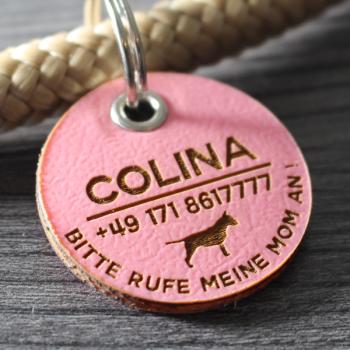 COLINA
+49 171 8617777
BITTE RUFE MEINE MOM AN!